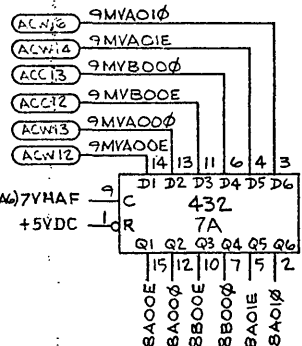 ACW16 9MVA01Ø
ACW14 9MVA01E
ACC13 9MVB00Ø
ACC12 9MVB00E
ACW13 9MVA00Ø
ACW12 9MVA00E
14 13 11 6 4 3
D1 D2 D3 D4 D5 D6
A6)7VHAF 9 C 432
+5VDC 1 R 7A
Q1 Q2 Q3 Q4 Q5 Q6
15 12 10 7 5 2
8A00E
8A00Ø
8B00E
8B00Ø
8A01E
8A01Ø